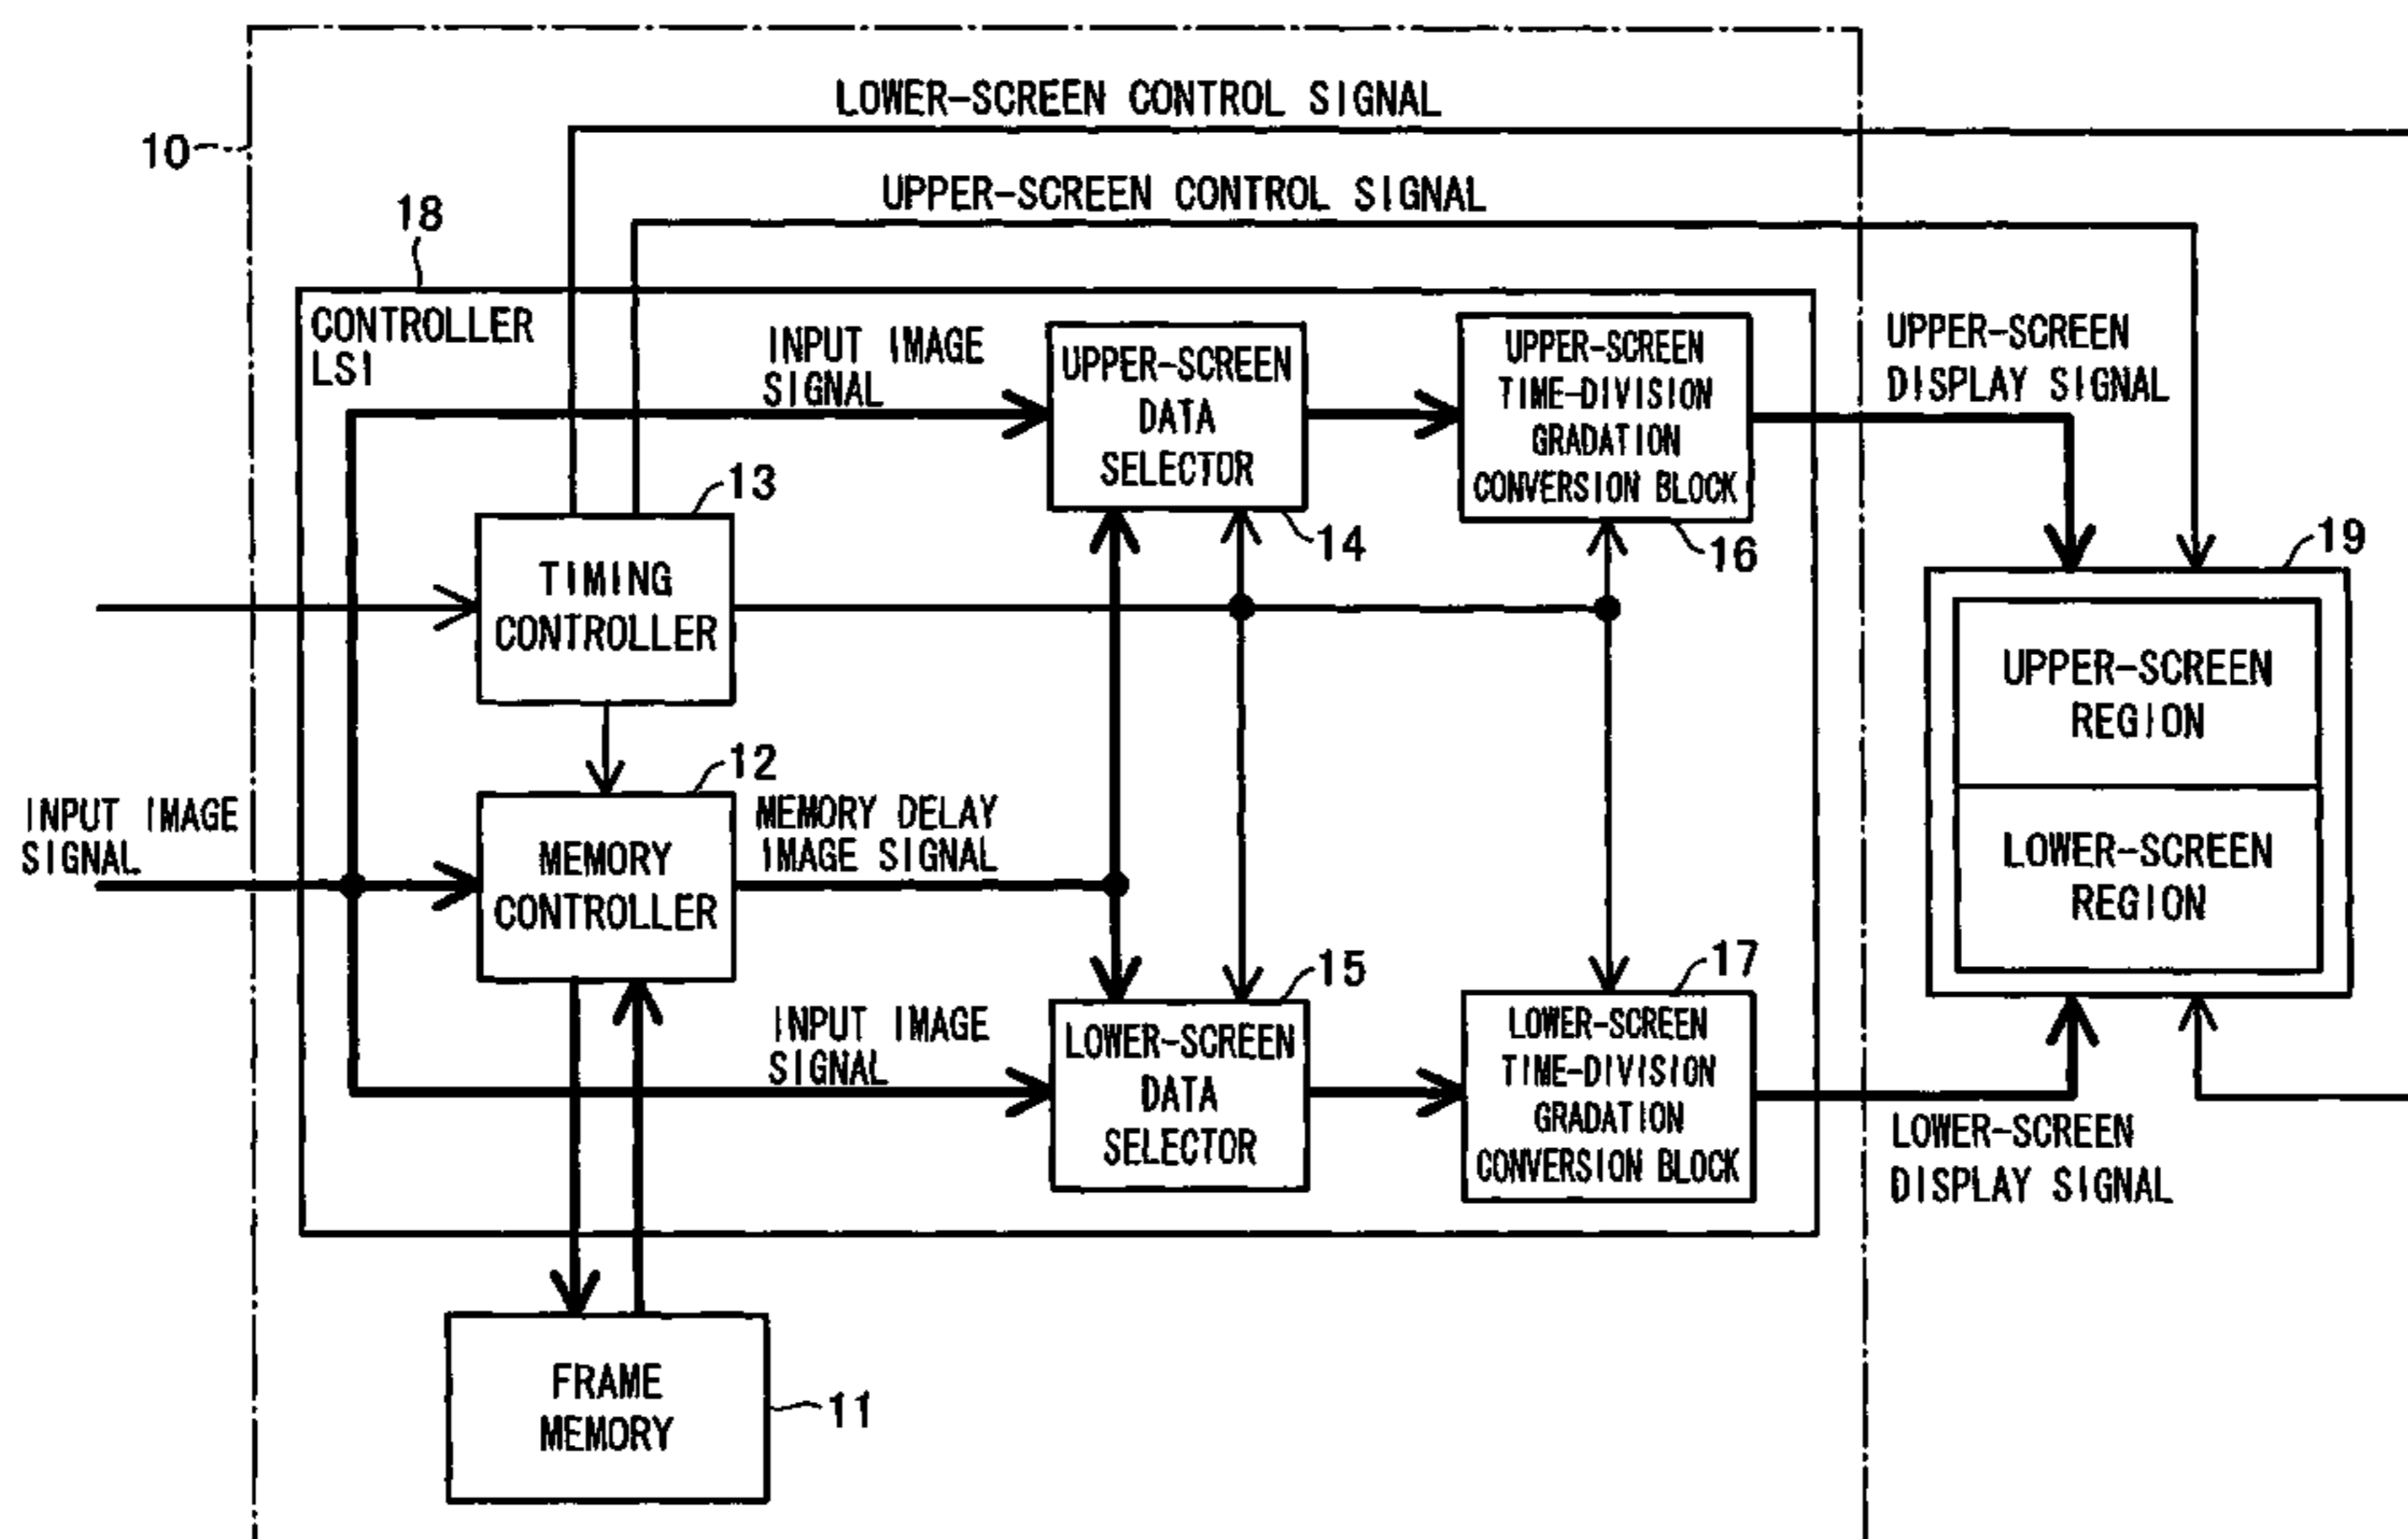 LOWER-SCREEN CONTROL SIGNAL
10
UPPER-SCREEN CONTROL SIGNAL
18
CONTROLLER
LSI
INPUT IMAGE
SIGNAL
UPPER-SCREEN
DATA
SELECTOR
14
UPPER-SCREEN
TIME-DIVISION
GRADATION
CONVERSION BLOCK
16
UPPER-SCREEN
DISPLAY SIGNAL
13
TIMING
CONTROLLER
19
UPPER-SCREEN
REGION
LOWER-SCREEN
REGION
INPUT IMAGE
SIGNAL
12
MEMORY
CONTROLLER
MEMORY DELAY
IMAGE SIGNAL
INPUT IMAGE
SIGNAL
15
LOWER-SCREEN
DATA
SELECTOR
17
LOWER-SCREEN
TIME-DIVISION
GRADATION
CONVERSION BLOCK
LOWER-SCREEN
DISPLAY SIGNAL
FRAME
MEMORY
11